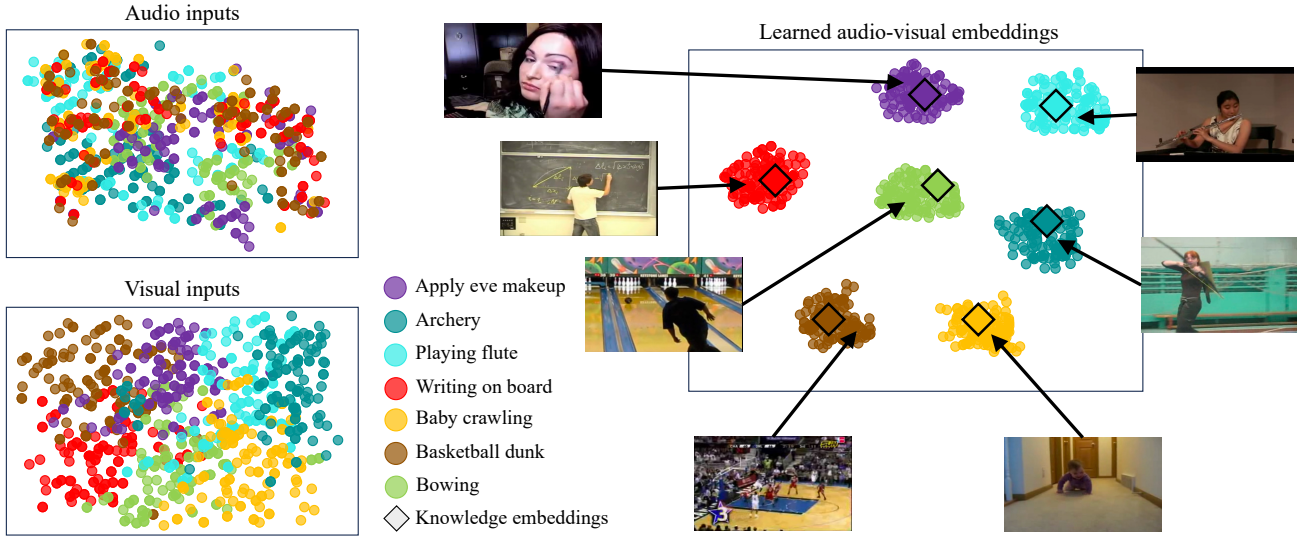 Audio inputs
Learned audio-visual embeddings
Visual inputs
Apply eve makeup
Archery
Playing flute
Writing on board
Baby crawling
Basketball dunk
Bowing
Knowledge embeddings